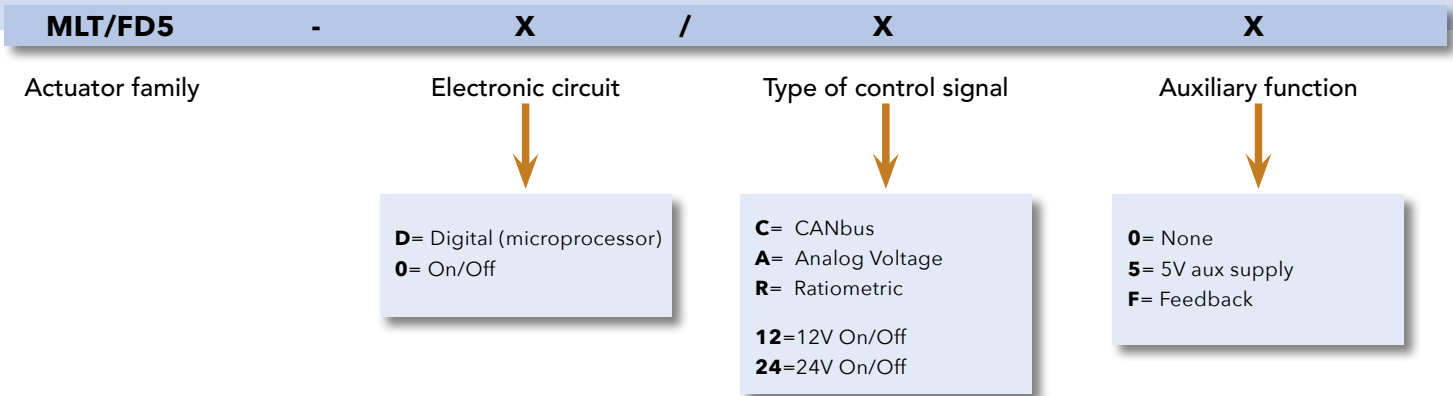 MLT/FD5 - X / X X
Actuator family Electronic circuit Type of control signal Auxiliary function
D= Digital (microprocessor)
0= On/Off
C= CANbus
A= Analog Voltage
R= Ratiometric
12=12V On/Off
24=24V On/Off
0= None
5= 5V aux supply
F= Feedback